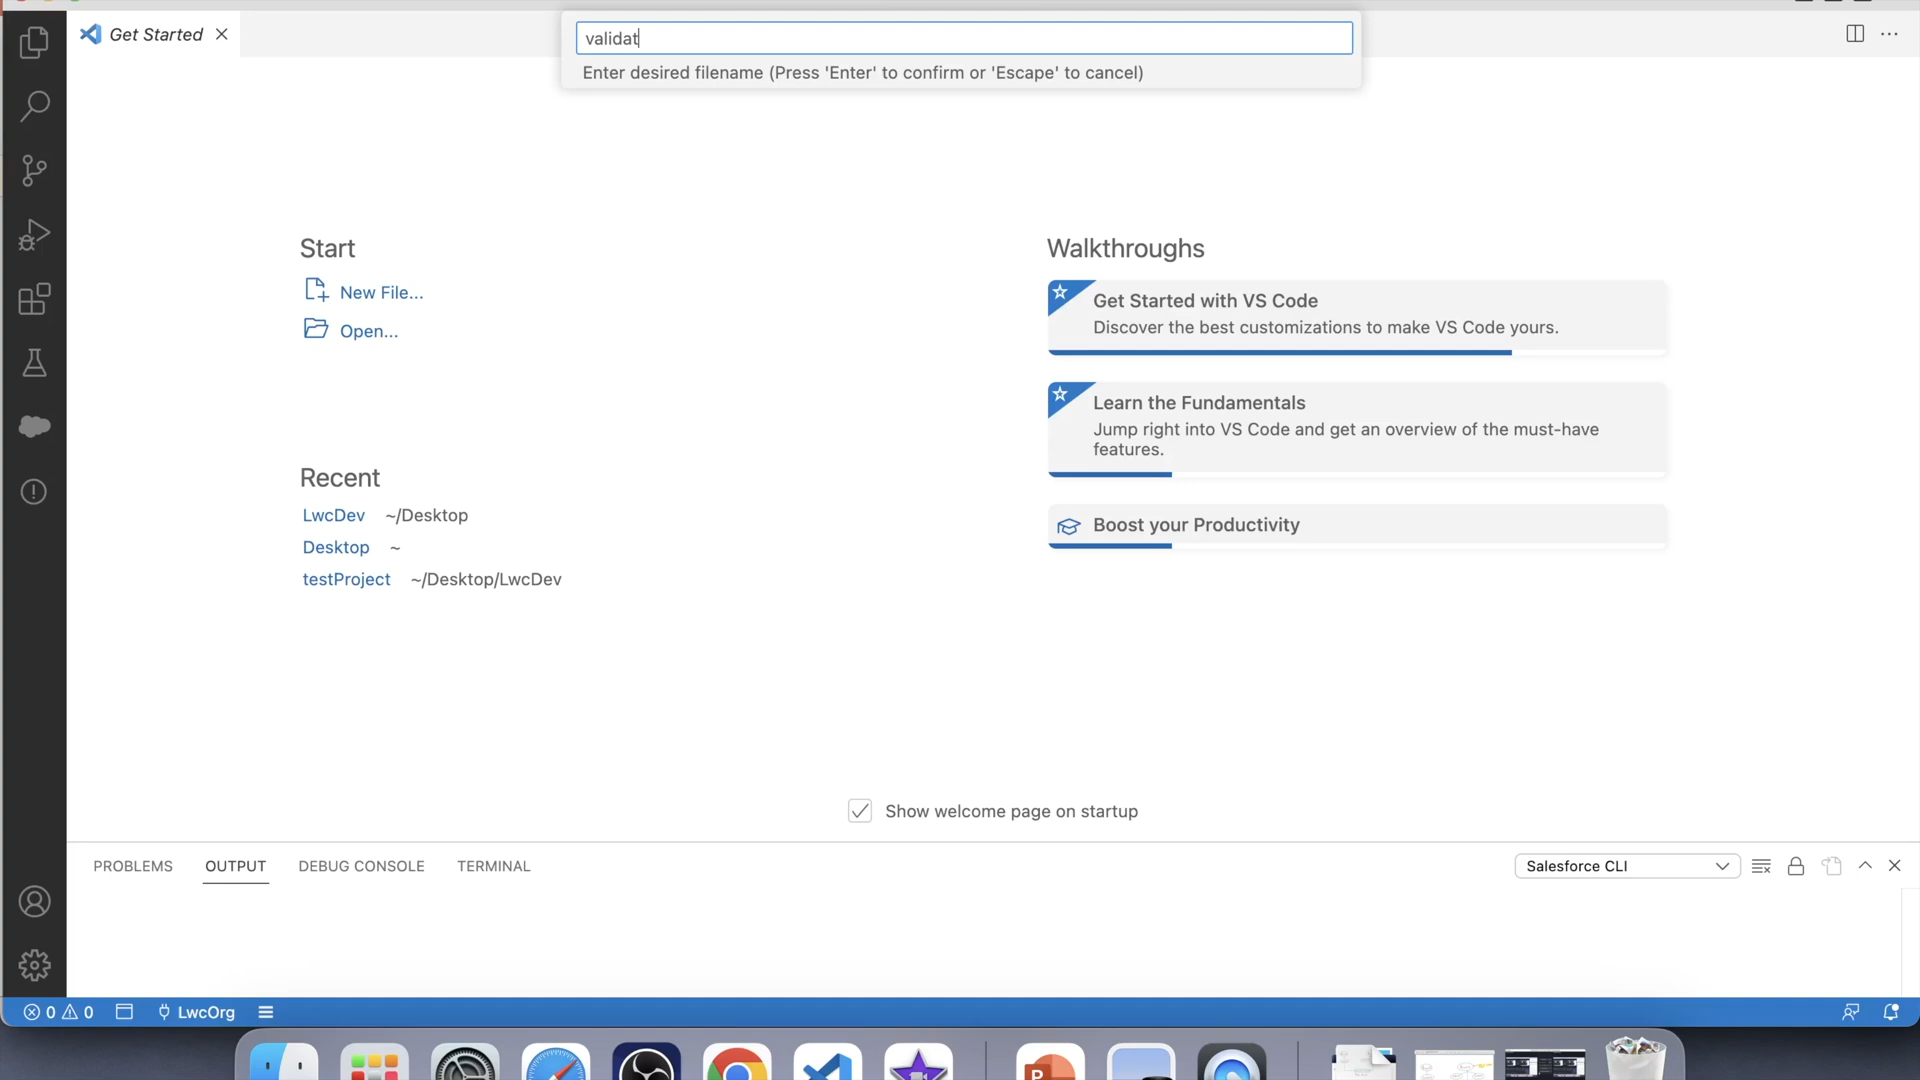 Get Started
validat
Enter desired filename (Press 'Enter' to confirm or 'Escape' to cancel)
Start
New File...
Open...
Recent
LwcDev ~/Desktop
Desktop ~
testProject ~/Desktop/LwcDev
Walkthroughs
Get Started with VS Code
Discover the best customizations to make VS Code yours.
Learn the Fundamentals
Jump right into VS Code and get an overview of the must-have
features.
Boost your Productivity
Show welcome page on startup
PROBLEMS OUTPUT DEBUG CONSOLE TERMINAL Salesforce CLI
0 0 LwcOrg
P